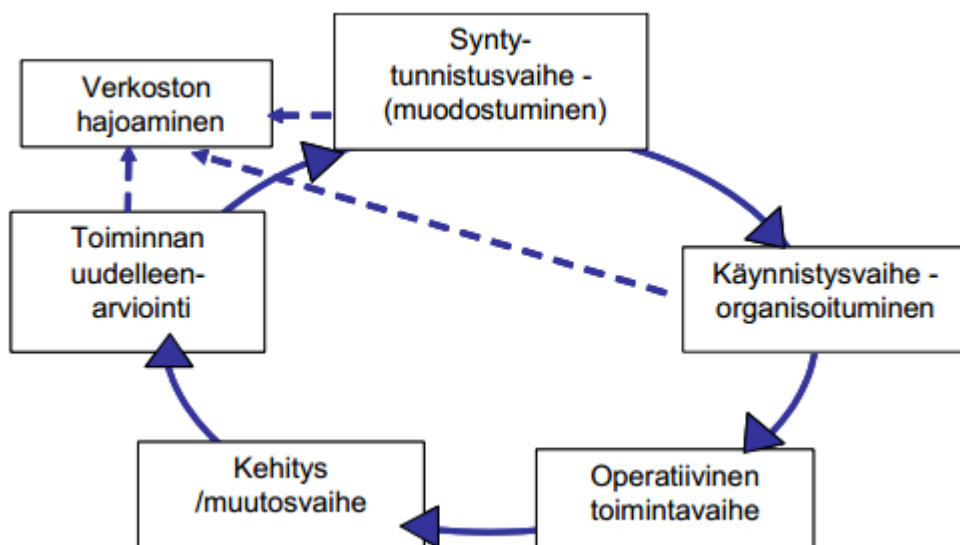 Synty-
tunnistusvaihe -
(muodostuminen)
Verkoston
hajoaminen
Toiminnan
uudelleen-
arviointi
Käynnistysvaihe -
organisoituminen
Kehitys
/muutosvaihe
Operatiivinen
toimintavaihe